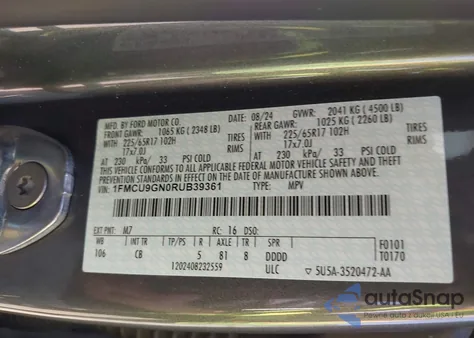 MFD. BY FORD MOTOR CO.
08/24 GVWR: 2041 KG (4500 LB)
FRONT GAWR: 1065 KG (2348 LB)
REAR GAWR: 1025 KG (2260 LB)
WITH 225/65R17 102H TIRES
WITH 225/65R17 102H TIRES
17x7.0J
17x7.0J
AT 230 kPa/ 33 PSI COLD
AT 230 kPa/ 33 PSI COLD
THIS VEHICLE CONFORMS TO ALL APPLICABLE FEDERAL MOTOR VEHICLE SAFETY AND
THEFT PREVENTION STANDARDS IN EFFECT ON THE DATE OF MANUFACTURE SHOWN ABOVE.
VIN: 1FMCU9GN0RUB39361 TYPE: MPV
EXT PNT: M7 RC: 16 DSO:
WB INT TR TP/PS R AXLE TR SPR F0101
106 CB 5 81 8 DDDD T0170
1202408232559 ULC 5U5A-3520472-AA
autoSnap